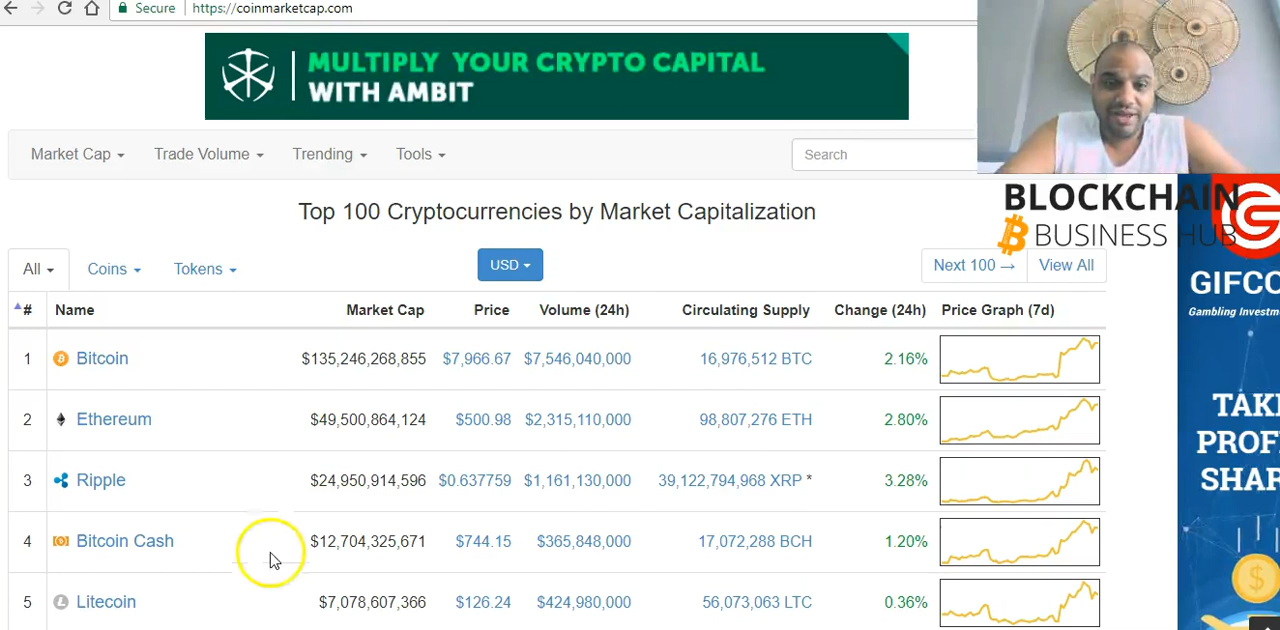 Secure https://coinmarketcap.com
MULTIPLY YOUR CRYPTO CAPITAL
WITH AMBIT
Market Cap Trade Volume Trending Tools Search
BLOCKCHAIN
BUSINESS HUB
Top 100 Cryptocurrencies by Market Capitalization
All Coins Tokens USD Next 100 → View All
# Name Market Cap Price Volume (24h) Circulating Supply Change (24h) Price Graph (7d)
1 Bitcoin $135,246,268,855 $7,966.67 $7,546,040,000 16,976,512 BTC 2.16%
2 Ethereum $49,500,864,124 $500.98 $2,315,110,000 98,807,276 ETH 2.80%
3 Ripple $24,950,914,596 $0.637759 $1,161,130,000 39,122,794,968 XRP * 3.28%
4 Bitcoin Cash $12,704,325,671 $744.15 $365,848,000 17,072,288 BCH 1.20%
5 Litecoin $7,078,607,366 $126.24 $424,980,000 56,073,063 LTC 0.36%
GIFCO
Gambling Investm
TAK
PROF
SHAR